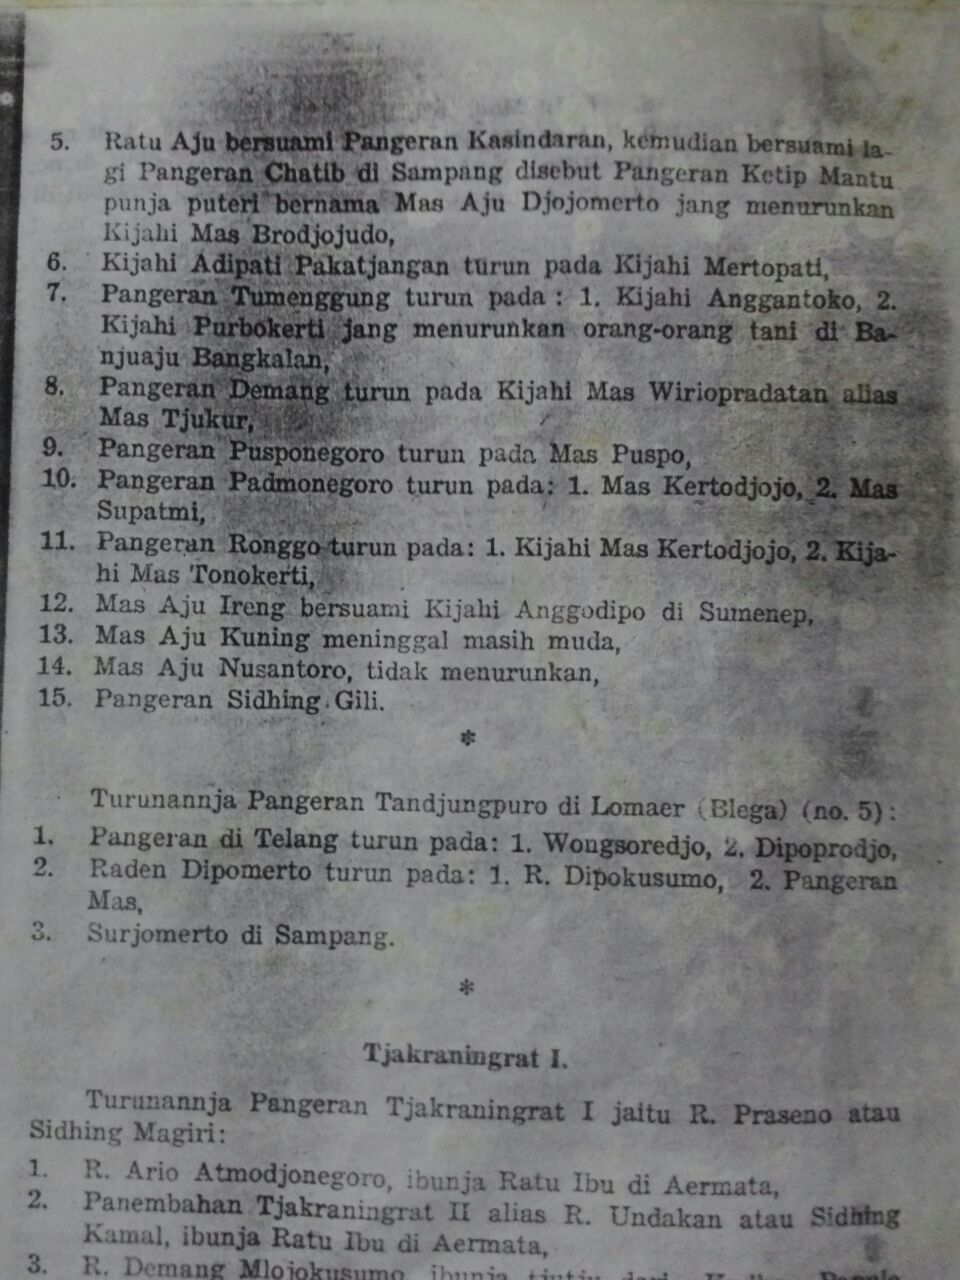 5. Ratu Aju bersuami Pangeran Kasindaran, kemudian bersuami la-
gi Pangeran Chatib di Sampang disebut Pangeran Ketip Mantu
punja puteri bernama Mas Aju Djojomerto jang menurunkan
Kijahi Mas Brodjojudo,
6. Kijahi Adipati Pakatjangan turun pada Kijahi Mertopati,
7. Pangeran Tumenggung turun pada : 1. Kijahi Anggantoko, 2.
Kijahi Purbokerti jang menurunkan orang-orang tani di Ba-
njuaju Bangkalan,
8. Pangeran Demang turun pada Kijahi Mas Wiriopradatan alias
Mas Tjukur,
9. Pangeran Pusponegoro turun pada Mas Puspo,
10. Pangeran Padmonegoro turun pada: 1. Mas Kertodjojo, 2. Mas
Supatmi,
11. Pangeran Ronggo turun pada: 1. Kijahi Mas Kertodjojo, 2. Kija-
hi Mas Tonokerti,
12. Mas Aju Ireng bersuami Kijahi Anggodipo di Sumenep,
13. Mas Aju Kuning meninggal masih muda,
14. Mas Aju Nusantoro, tidak menurunkan,
15. Pangeran Sidhing Gili.
*
Turunannja Pangeran Tandjungpuro di Lomaer (Blega) (no. 5) :
1. Pangeran di Telang turun pada: 1. Wongsoredjo, 2. Dipoprodjo,
2. Raden Dipomerto turun pada: 1. R. Dipokusumo, 2. Pangeran
Mas,
3. Surjomerto di Sampang.
*
Tjakraningrat I.
Turunannja Pangeran Tjakraningrat I jaitu R. Praseno atau
Sidhing Magiri:
1. R. Ario Atmodjonegoro, ibunja Ratu Ibu di Aermata,
2. Panembahan Tjakraningrat II alias R. Undakan atau Sidhing
Kamal, ibunja Ratu Ibu di Aermata,
3. R. Demang Mlojokusumo, ibunja